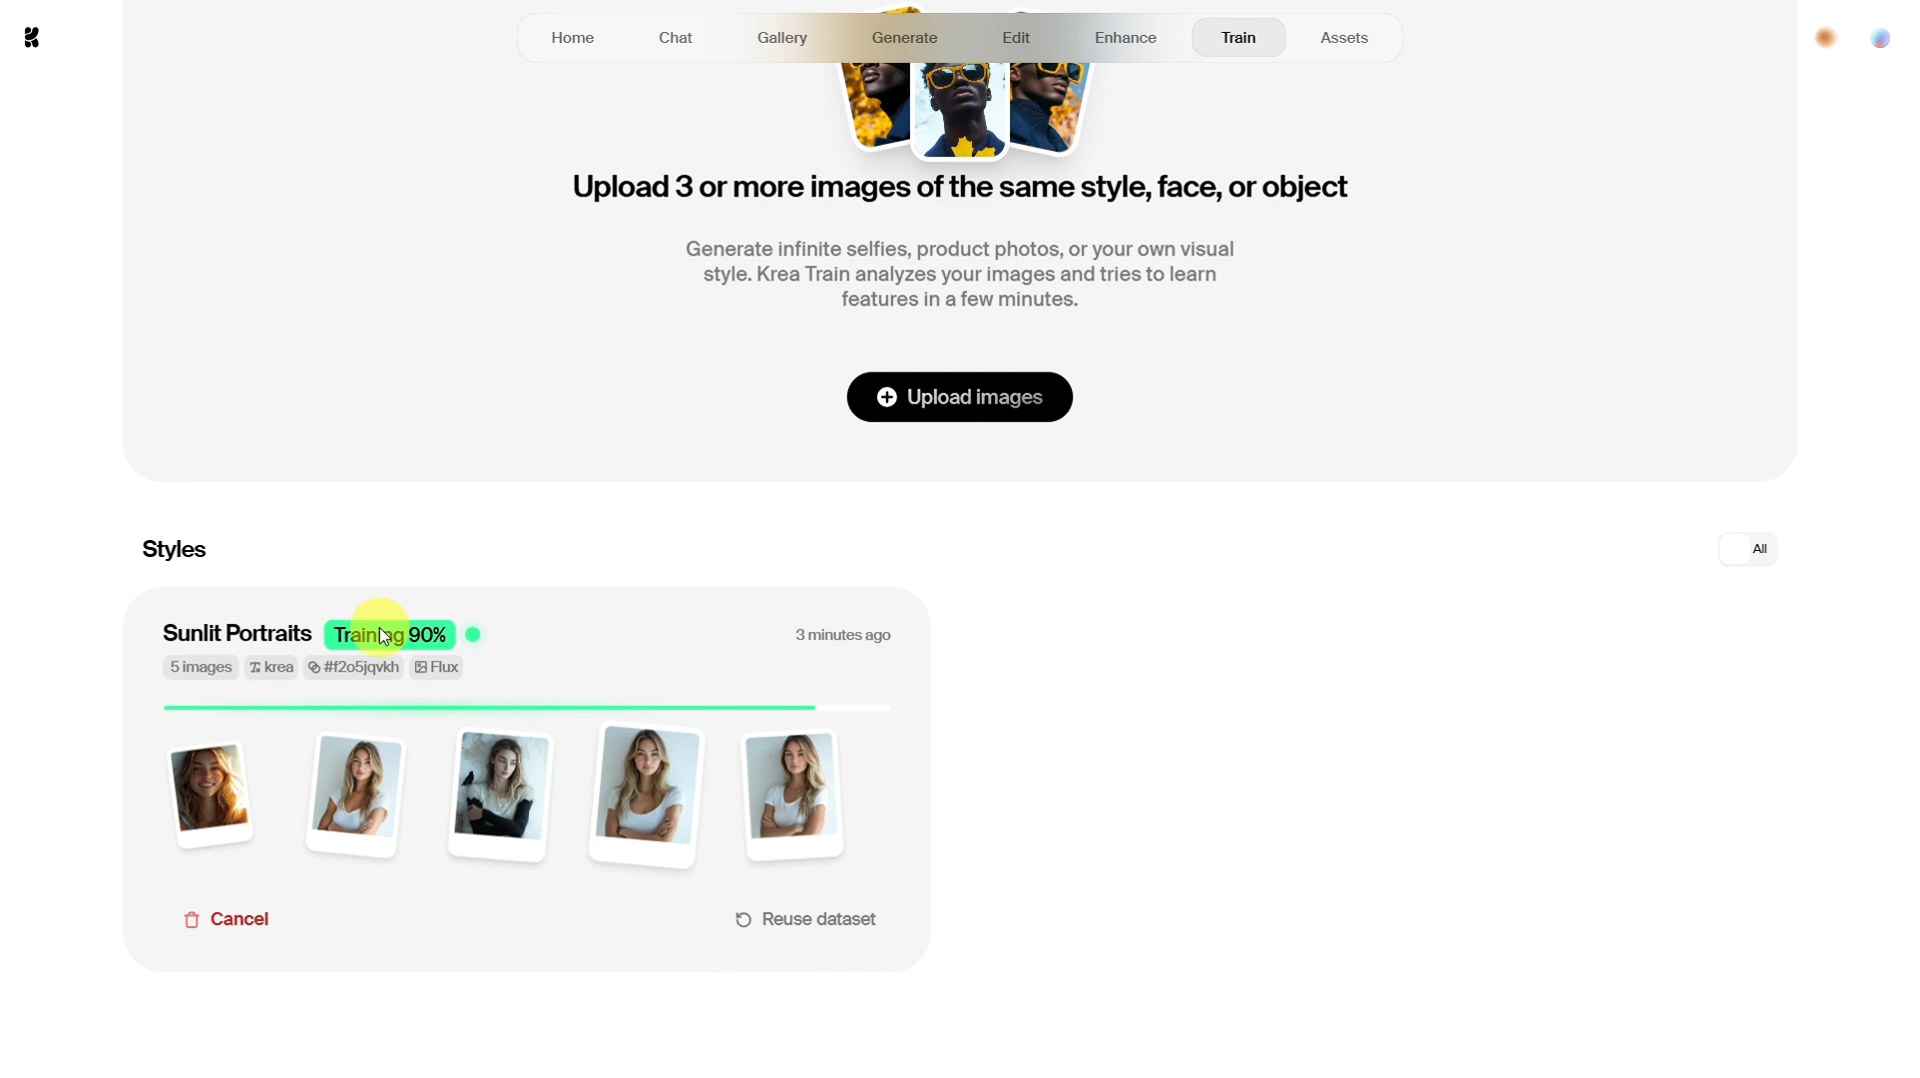 Home
Chat
Gallery
Generate
Edit
Enhance
Train
Assets
Upload 3 or more images of the same style, face, or object
Generate infinite selfies, product photos, or your own visual
style. Krea Train analyzes your images and tries to learn
features in a few minutes.
Upload images
Styles
All
Sunlit Portraits
Training 90%
3 minutes ago
5 images
krea
#f2o5jqvkh
Flux
Cancel
Reuse dataset